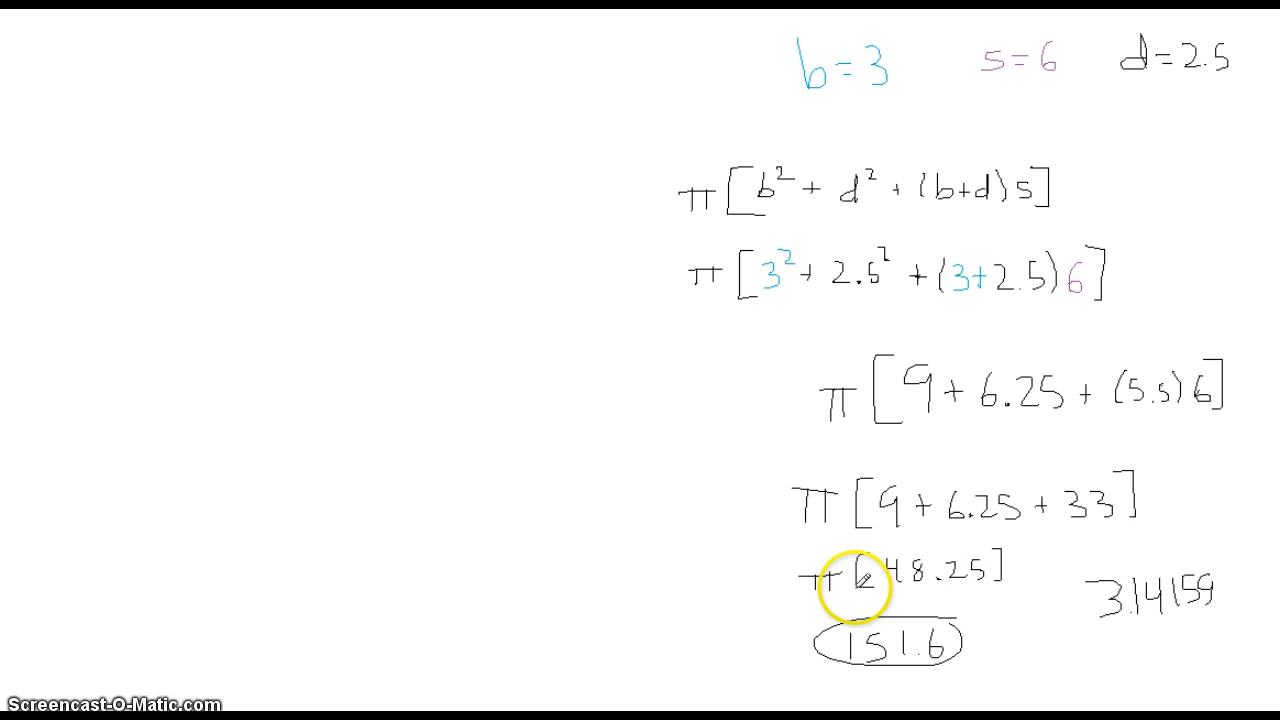 b=3 s=6 d=2.5
π[b²+d²+(b+d)s]
π[3²+2.5²+(3+2.5)6]
π[9+6.25+(5.5)6]
π[9+6.25+33]
π[48.25]
3.14159
151.6
Screencast-O-Matic.com